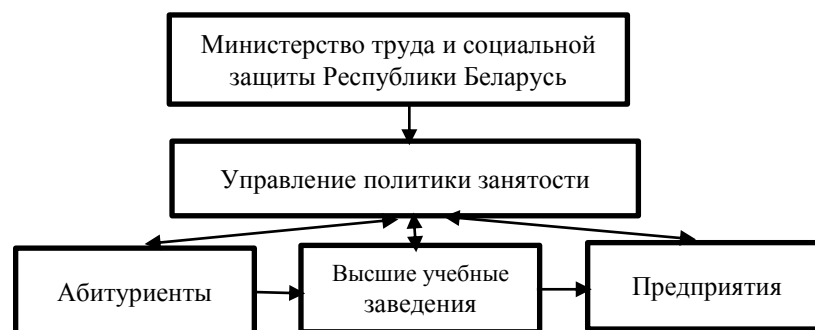 Министерство труда и социальной
защиты Республики Беларусь
Управление политики занятости
Абитуриенты
Высшие учебные
заведения
Предприятия